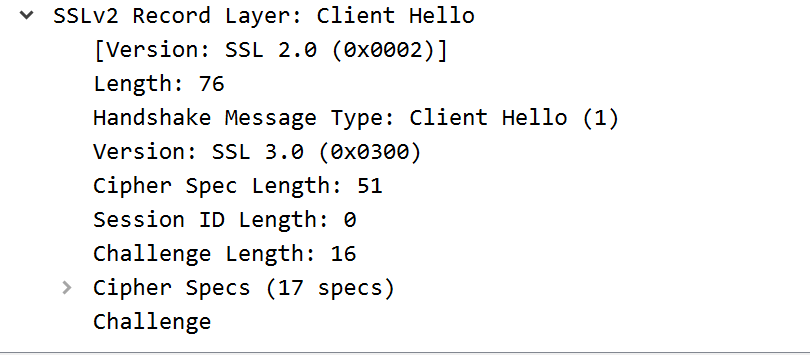 SSLv2 Record Layer: Client Hello
[Version: SSL 2.0 (0x0002)]
Length: 76
Handshake Message Type: Client Hello (1)
Version: SSL 3.0 (0x0300)
Cipher Spec Length: 51
Session ID Length: 0
Challenge Length: 16
Cipher Specs (17 specs)
Challenge